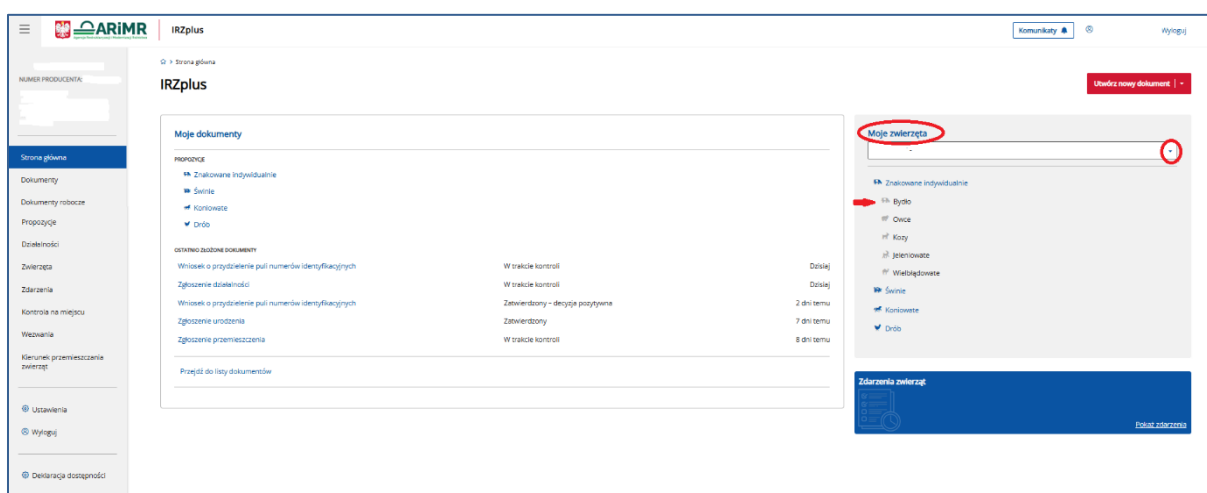 ARiMR
IRZplus
Komunikaty
Wyloguj
NUMER PRODUCENTA:
> Strona główna
IRZplus
Utwórz nowy dokument
Strona główna
Dokumenty
Dokumenty robocze
Propozycje
Działalności
Zwierzęta
Zdarzenia
Kontrola na miejscu
Wezwania
Kierunek przemieszczania
zwierząt
Ustawienia
Wyloguj
Deklaracja dostępności
Moje dokumenty
PROPOZYCJE
Znakowane indywidualnie
Świnie
Koniowate
Drób
OSTATNIO ZŁOŻONE DOKUMENTY
Wniosek o przydzielenie puli numerów identyfikacyjnych W trakcie kontroli Dzisiaj
Zgłoszenie działalności W trakcie kontroli Dzisiaj
Wniosek o przydzielenie puli numerów identyfikacyjnych Zatwierdzony – decyzja pozytywna 2 dni temu
Zgłoszenie urodzenia Zatwierdzony 7 dni temu
Zgłoszenie przemieszczenia W trakcie kontroli 8 dni temu
Przejdź do listy dokumentów
Moje zwierzęta
-
Znakowane indywidualnie
Bydło
Owce
Kozy
Jeleniowate
Wielbłądowate
Świnie
Koniowate
Drób
Zdarzenia zwierząt
Pokaż zdarzenia